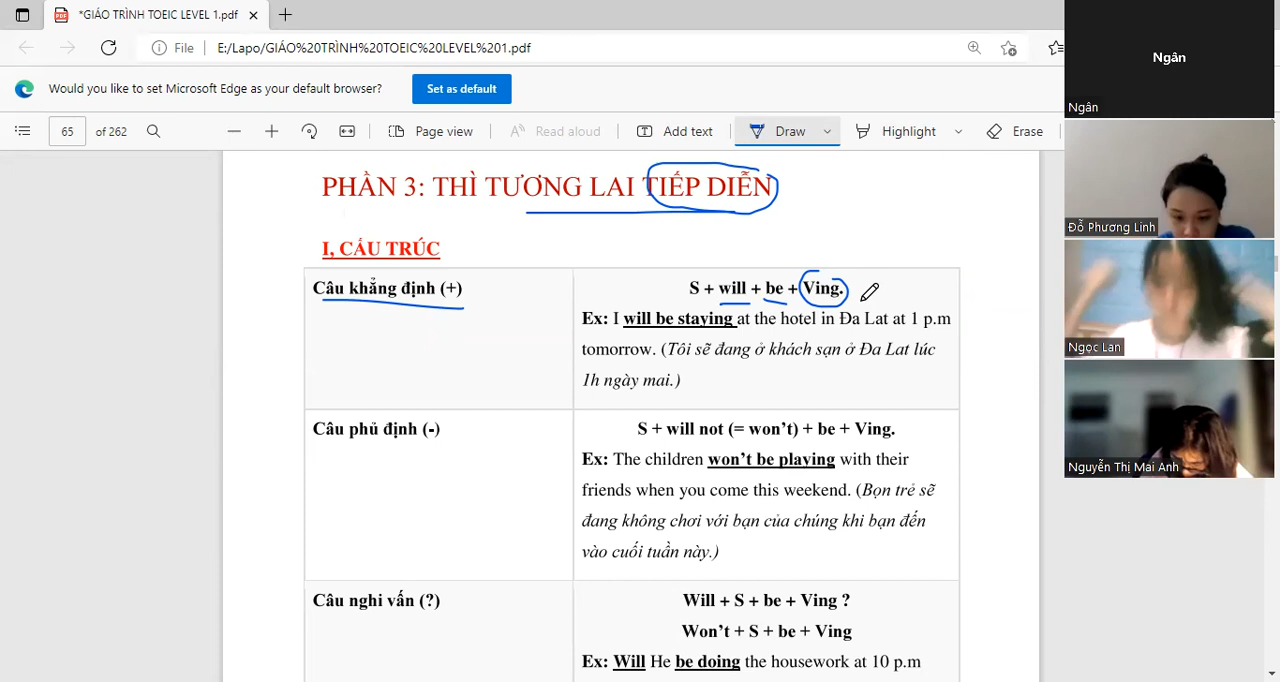 *GIÁO TRÌNH TOEIC LEVEL 1.pdf
File
E:/Lapo/GIÁO%20TRÌNH%20TOEIC%20LEVEL%201.pdf
Would you like to set Microsoft Edge as your default browser?
Set as default
65 of 262
Page view
Read aloud
Add text
Draw
Highlight
Erase
PHẦN 3: THÌ TƯƠNG LAI TIẾP DIỄN
I, CẤU TRÚC
Câu khẳng định (+)
S + will + be + Ving.
Ex: I will be staying at the hotel in Đa Lat at 1 p.m
tomorrow. (Tôi sẽ đang ở khách sạn ở Đa Lat lúc
1h ngày mai.)
Câu phủ định (-)
S + will not (= won’t) + be + Ving.
Ex: The children won’t be playing with their
friends when you come this weekend. (Bọn trẻ sẽ
đang không chơi với bạn của chúng khi bạn đến
vào cuối tuần này.)
Câu nghi vấn (?)
Will + S + be + Ving ?
Won’t + S + be + Ving
Ex: Will He be doing the housework at 10 p.m
Ngân
Ngân
Đỗ Phương Linh
Ngọc Lan
Nguyễn Thị Mai Anh